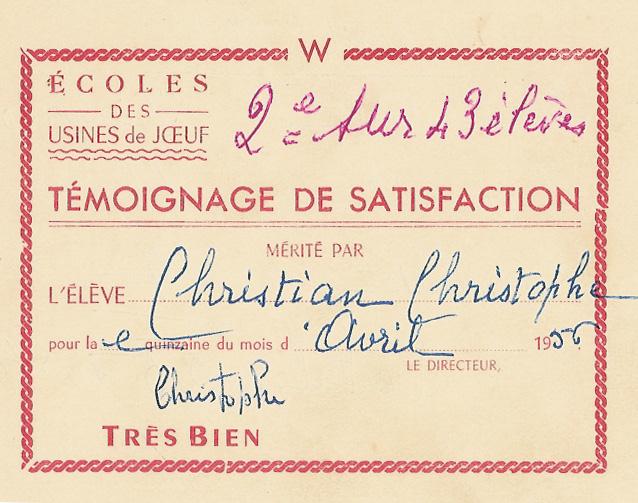 W
ÉCOLES
DES
USINES de JŒUF
2e sur 43 élèves
TÉMOIGNAGE DE SATISFACTION
MÉRITÉ PAR
L'ÉLÈVE Christian Christophe
pour la e quinzaine du mois d'Avril 1956
LE DIRECTEUR,
Christophe
TRÈS BIEN